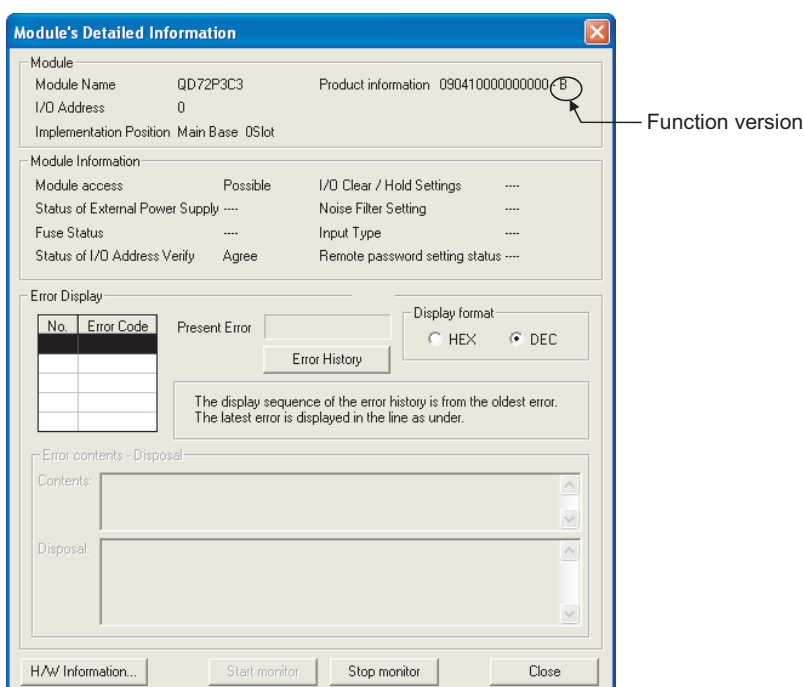 Module's Detailed Information
Module
Module Name QD72P3C3 Product information 090410000000000 - B
I/O Address 0
Implementation Position Main Base 0Slot
Function version
Module Information
Module access Possible I/O Clear / Hold Settings ----
Status of External Power Supply ---- Noise Filter Setting ----
Fuse Status ---- Input Type ----
Status of I/O Address Verify Agree Remote password setting status ----
Error Display
No. Error Code Present Error Display format
HEX DEC
Error History
The display sequence of the error history is from the oldest error.
The latest error is displayed in the line as under.
Error contents - Disposal
Contents:
Disposal:
H/W Information... Start monitor Stop monitor Close